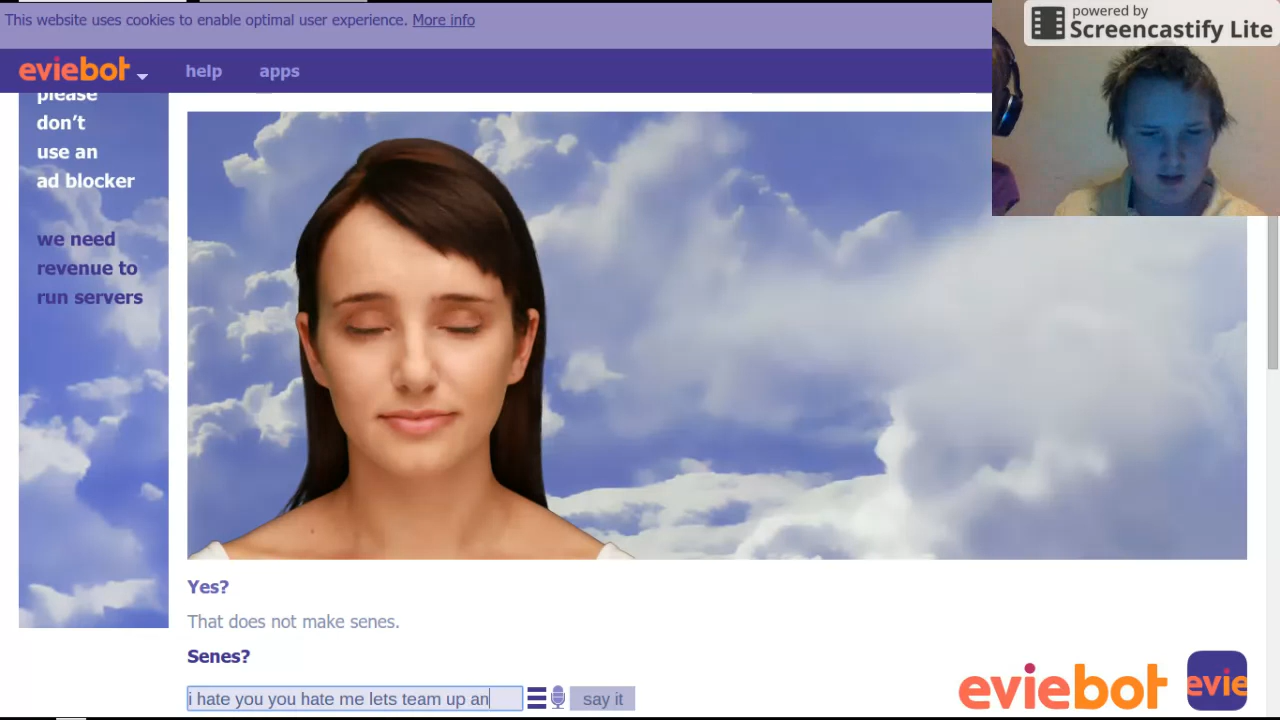 This website uses cookies to enable optimal user experience. More info
powered by
Screencastify Lite
eviebot help apps
please
don't
use an
ad blocker
we need
revenue to
run servers
Yes?
That does not make senes.
Senes?
i hate you you hate me lets team up an
say it
eviebot
evie